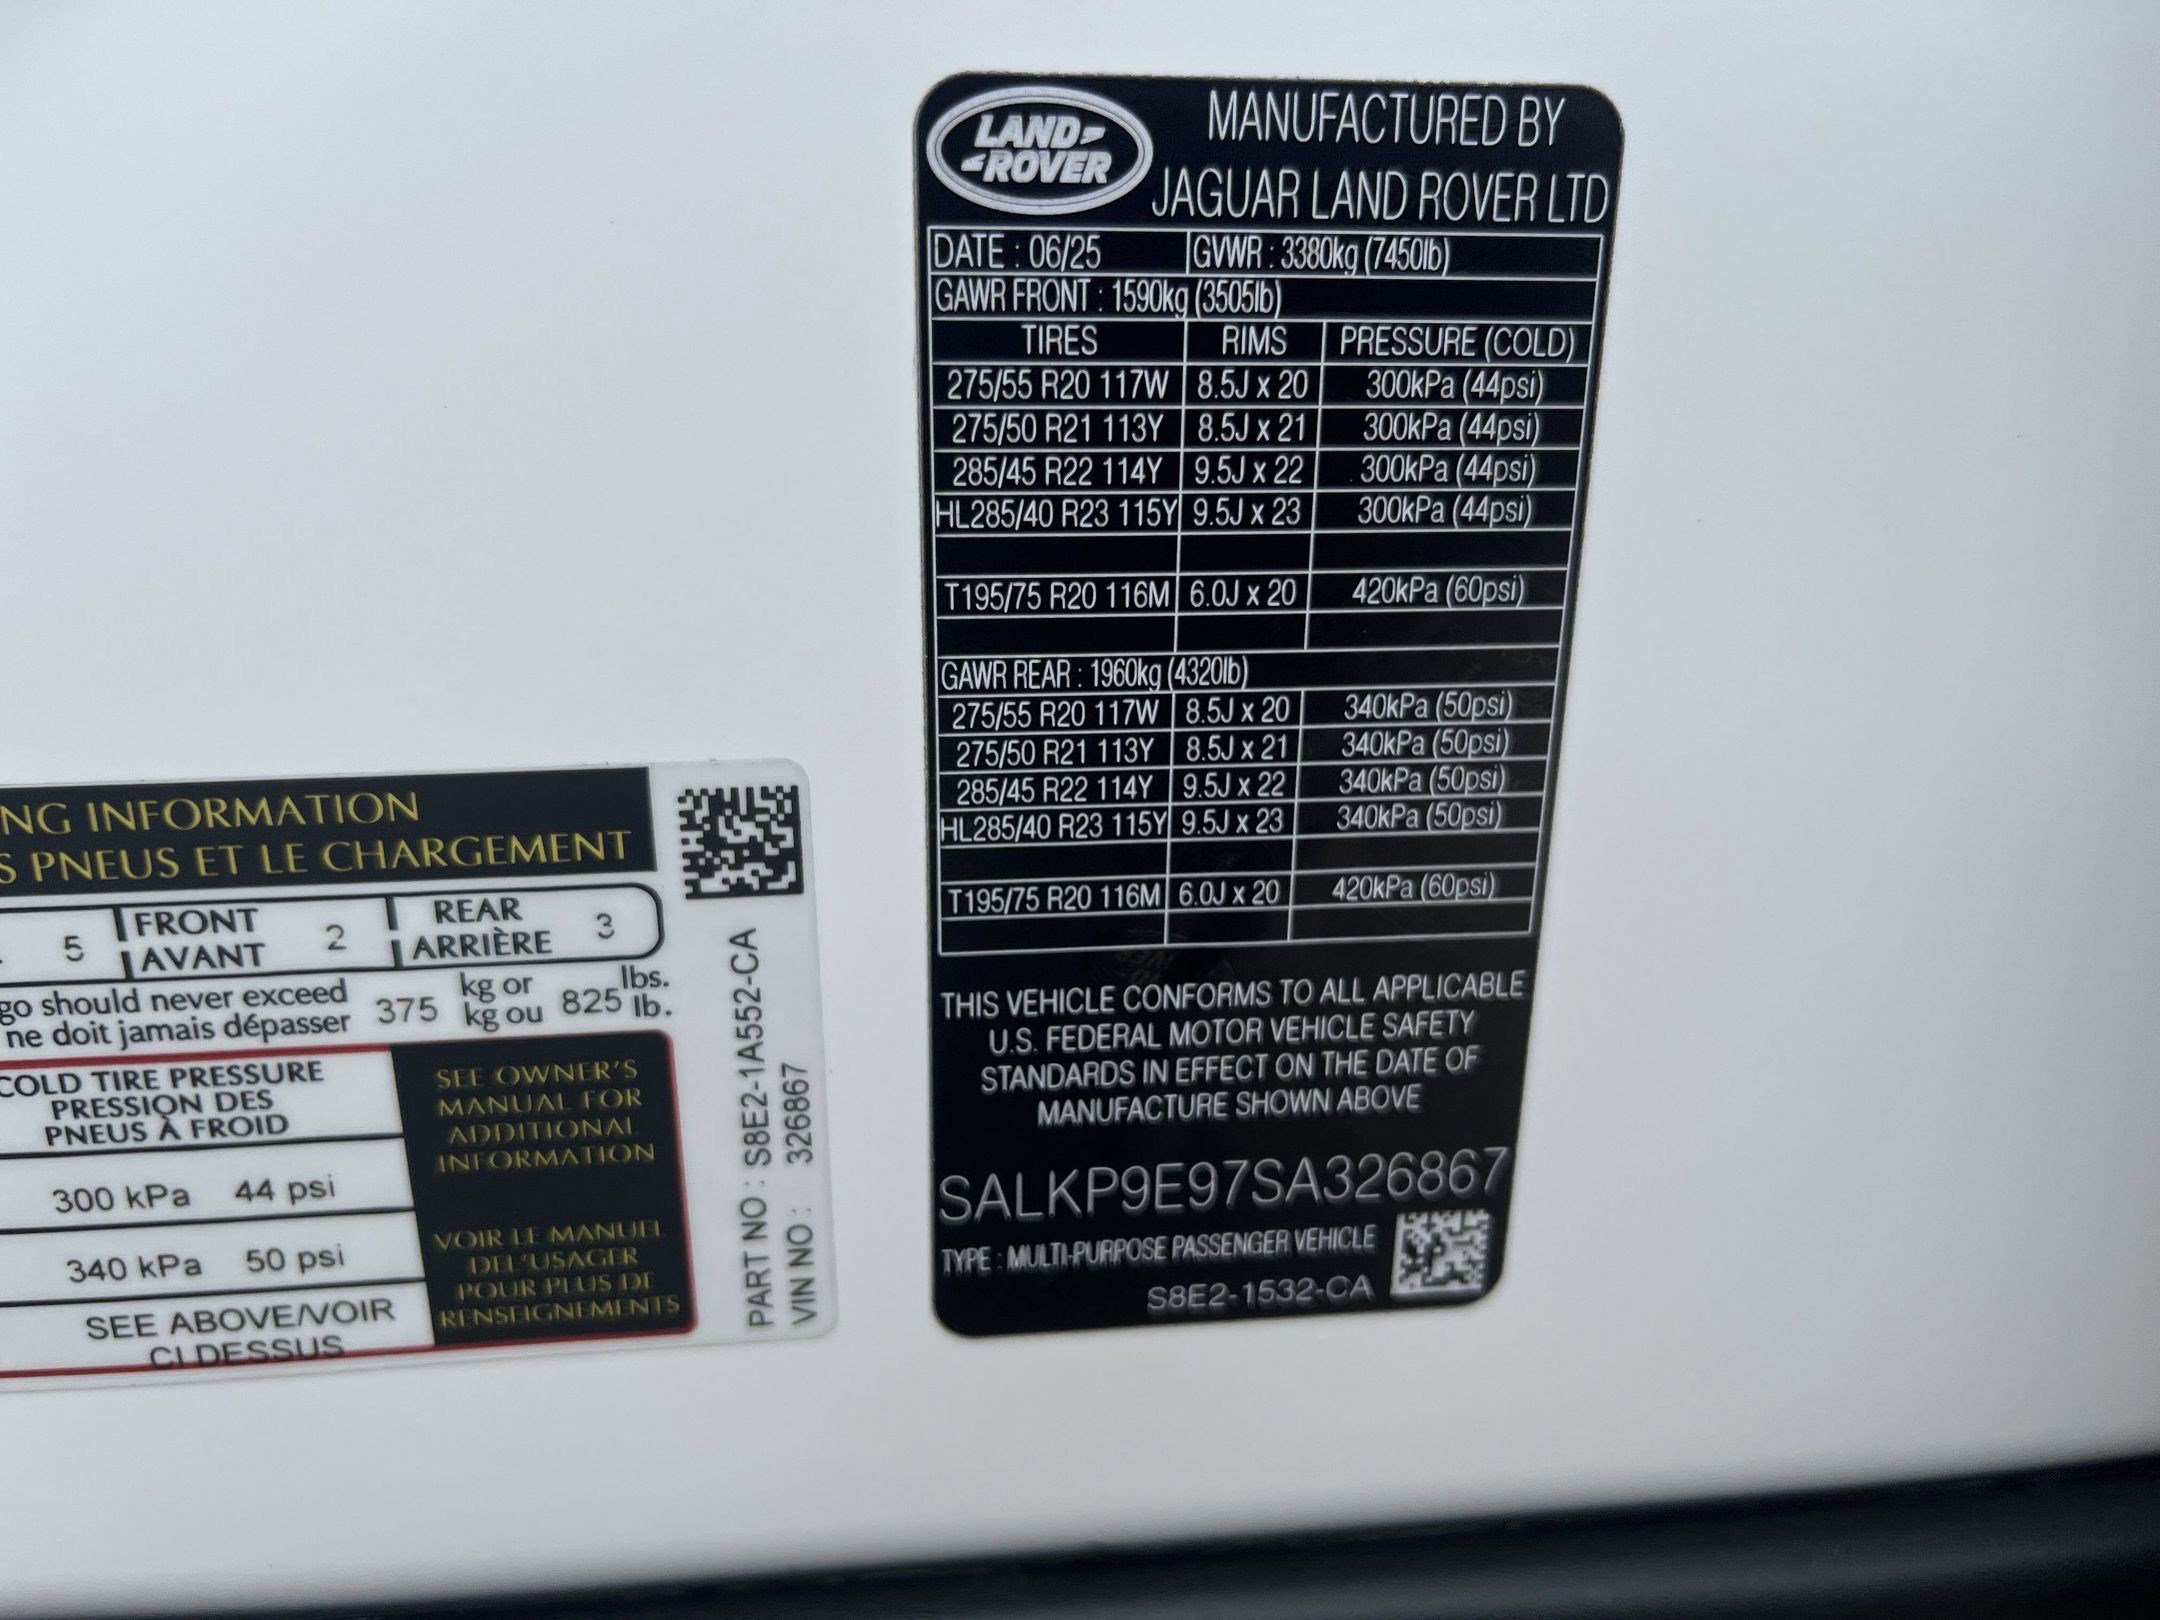 LAND
ROVER
MANUFACTURED BY
JAGUAR LAND ROVER LTD
DATE : 06/25 GVWR : 3380kg (7450lb)
GAWR FRONT : 1590kg (3505lb)
TIRES RIMS PRESSURE (COLD)
275/55 R20 117W 8.5J x 20 300kPa (44psi)
275/50 R21 113Y 8.5J x 21 300kPa (44psi)
285/45 R22 114Y 9.5J x 22 300kPa (44psi)
HL285/40 R23 115Y 9.5J x 23 300kPa (44psi)
T195/75 R20 116M 6.0J x 20 420kPa (60psi)
GAWR REAR : 1960kg (4320lb)
275/55 R20 117W 8.5J x 20 340kPa (50psi)
275/50 R21 113Y 8.5J x 21 340kPa (50psi)
285/45 R22 114Y 9.5J x 22 340kPa (50psi)
HL285/40 R23 115Y 9.5J x 23 340kPa (50psi)
T195/75 R20 116M 6.0J x 20 420kPa (60psi)
THIS VEHICLE CONFORMS TO ALL APPLICABLE
U.S. FEDERAL MOTOR VEHICLE SAFETY
STANDARDS IN EFFECT ON THE DATE OF
MANUFACTURE SHOWN ABOVE
SALKP9E97SA326867
TYPE : MULTI-PURPOSE PASSENGER VEHICLE
S8E2-1532-CA
NG INFORMATION
S PNEUS ET LE CHARGEMENT
5 FRONT 2 REAR 3
AVANT ARRIÈRE
go should never exceed 375 kg or 825 lbs.
ne doit jamais dépasser kg ou lb.
COLD TIRE PRESSURE
PRESSION DES
PNEUS À FROID
300 kPa 44 psi
340 kPa 50 psi
SEE ABOVE/VOIR
CI DESSUS
SEE OWNER'S
MANUAL FOR
ADDITIONAL
INFORMATION
VOIR LE MANUEL
DE L'USAGER
POUR PLUS DE
RENSEIGNEMENTS
PART NO : S8E2-1A552-CA
VIN NO : 326867